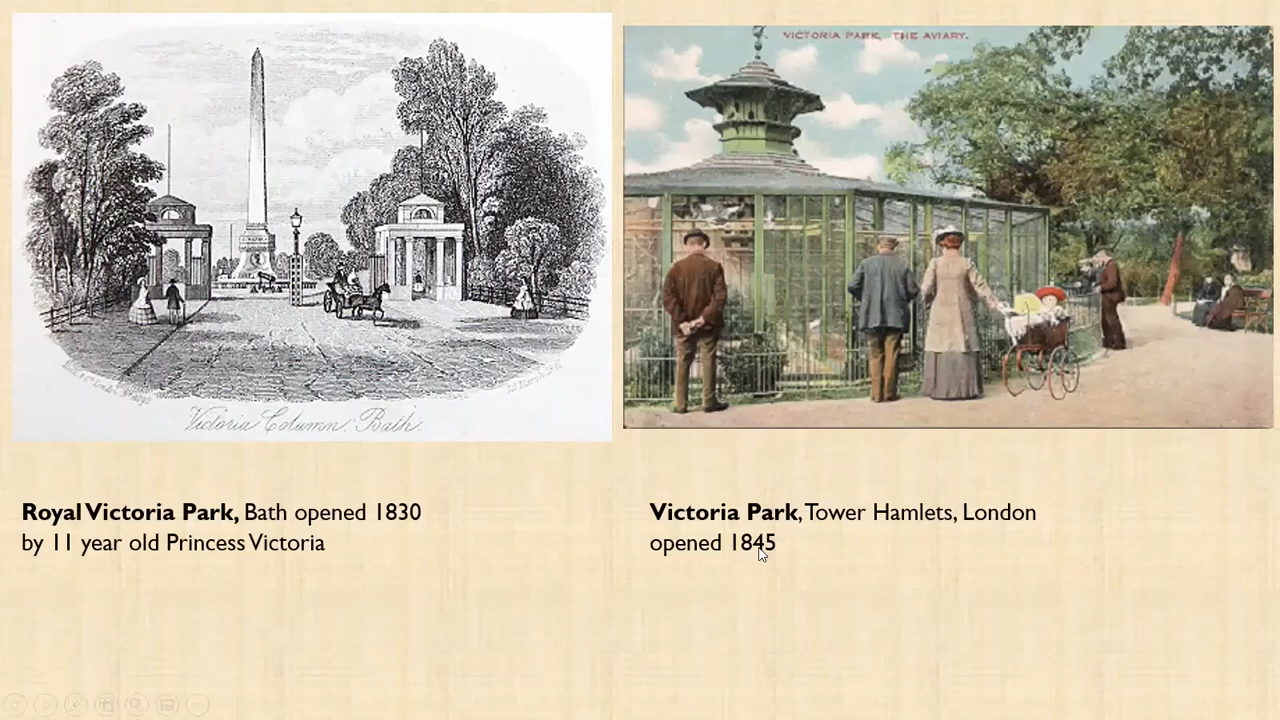 Victoria Column. Bath.
VICTORIA PARK, THE AVIARY.
Royal Victoria Park, Bath opened 1830
by 11 year old Princess Victoria
Victoria Park, Tower Hamlets, London
opened 1845